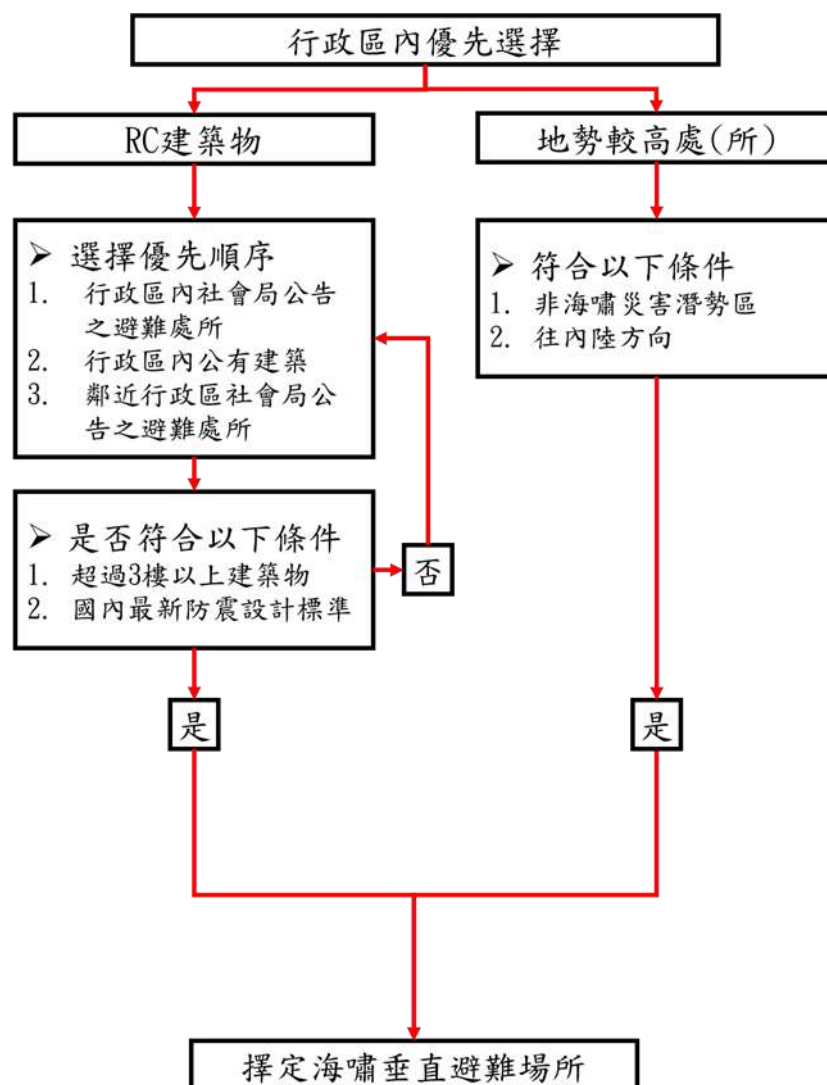 行政區內優先選擇
RC建築物
地勢較高處(所)
➢ 選擇優先順序
1. 行政區內社會局公告
之避難處所
2. 行政區內公有建築
3. 鄰近行政區社會局公
告之避難處所
➢ 符合以下條件
1. 非海嘯災害潛勢區
2. 往內陸方向
➢ 是否符合以下條件
1. 超過3樓以上建築物
2. 國內最新防震設計標準
否
是
是
擇定海嘯垂直避難場所